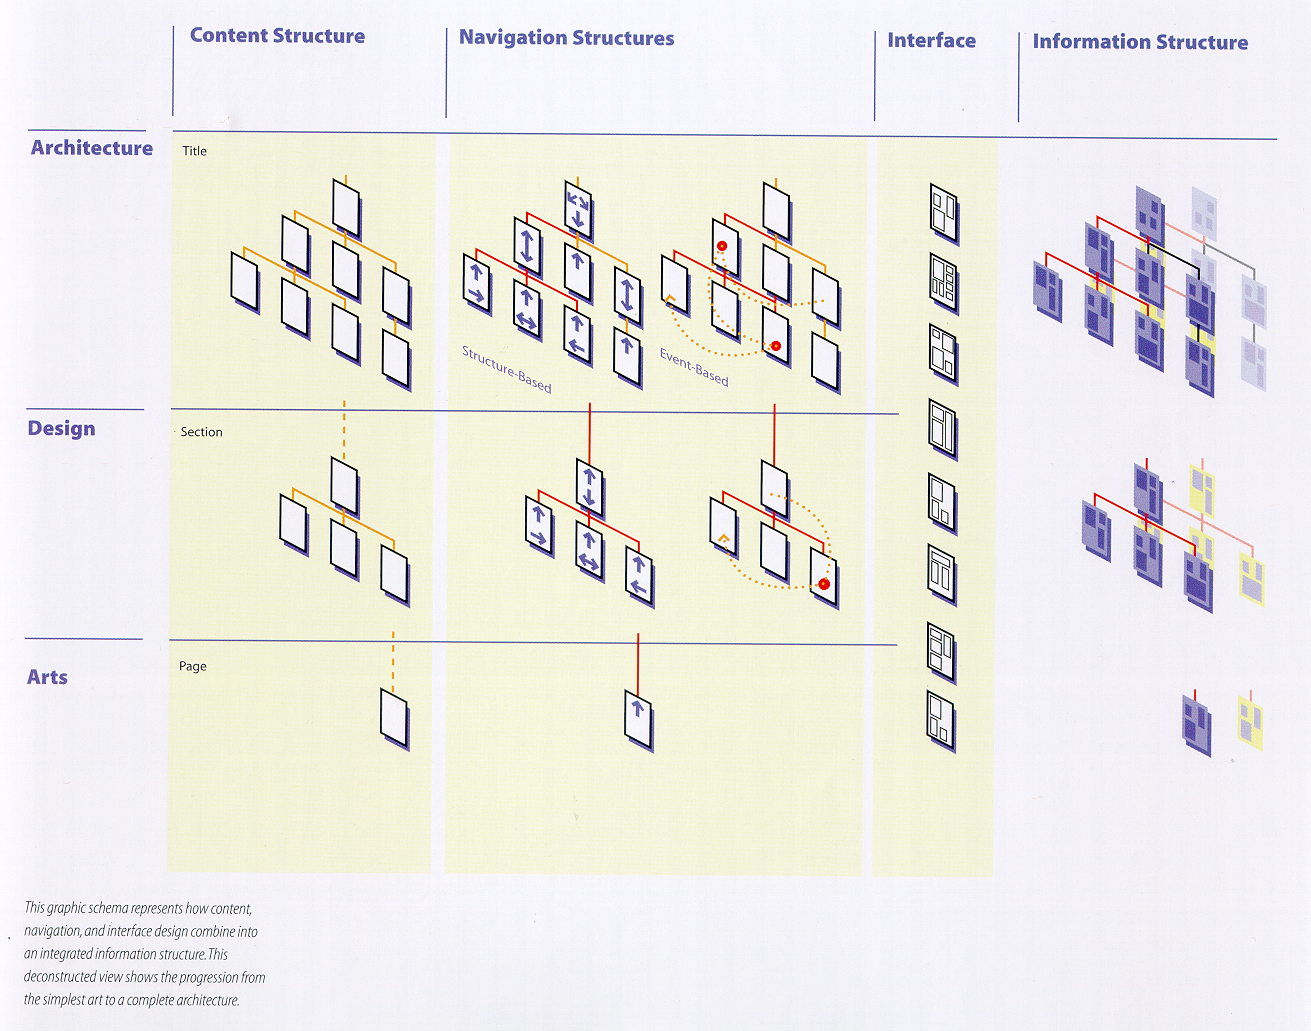 Content Structure
Navigation Structures
Interface
Information Structure
Architecture
Title
Structure-Based
Event-Based
Design
Section
Arts
Page
This graphic schema represents how content,
navigation, and interface design combine into
an integrated information structure. This
deconstructed view shows the progression from
the simplest art to a complete architecture.